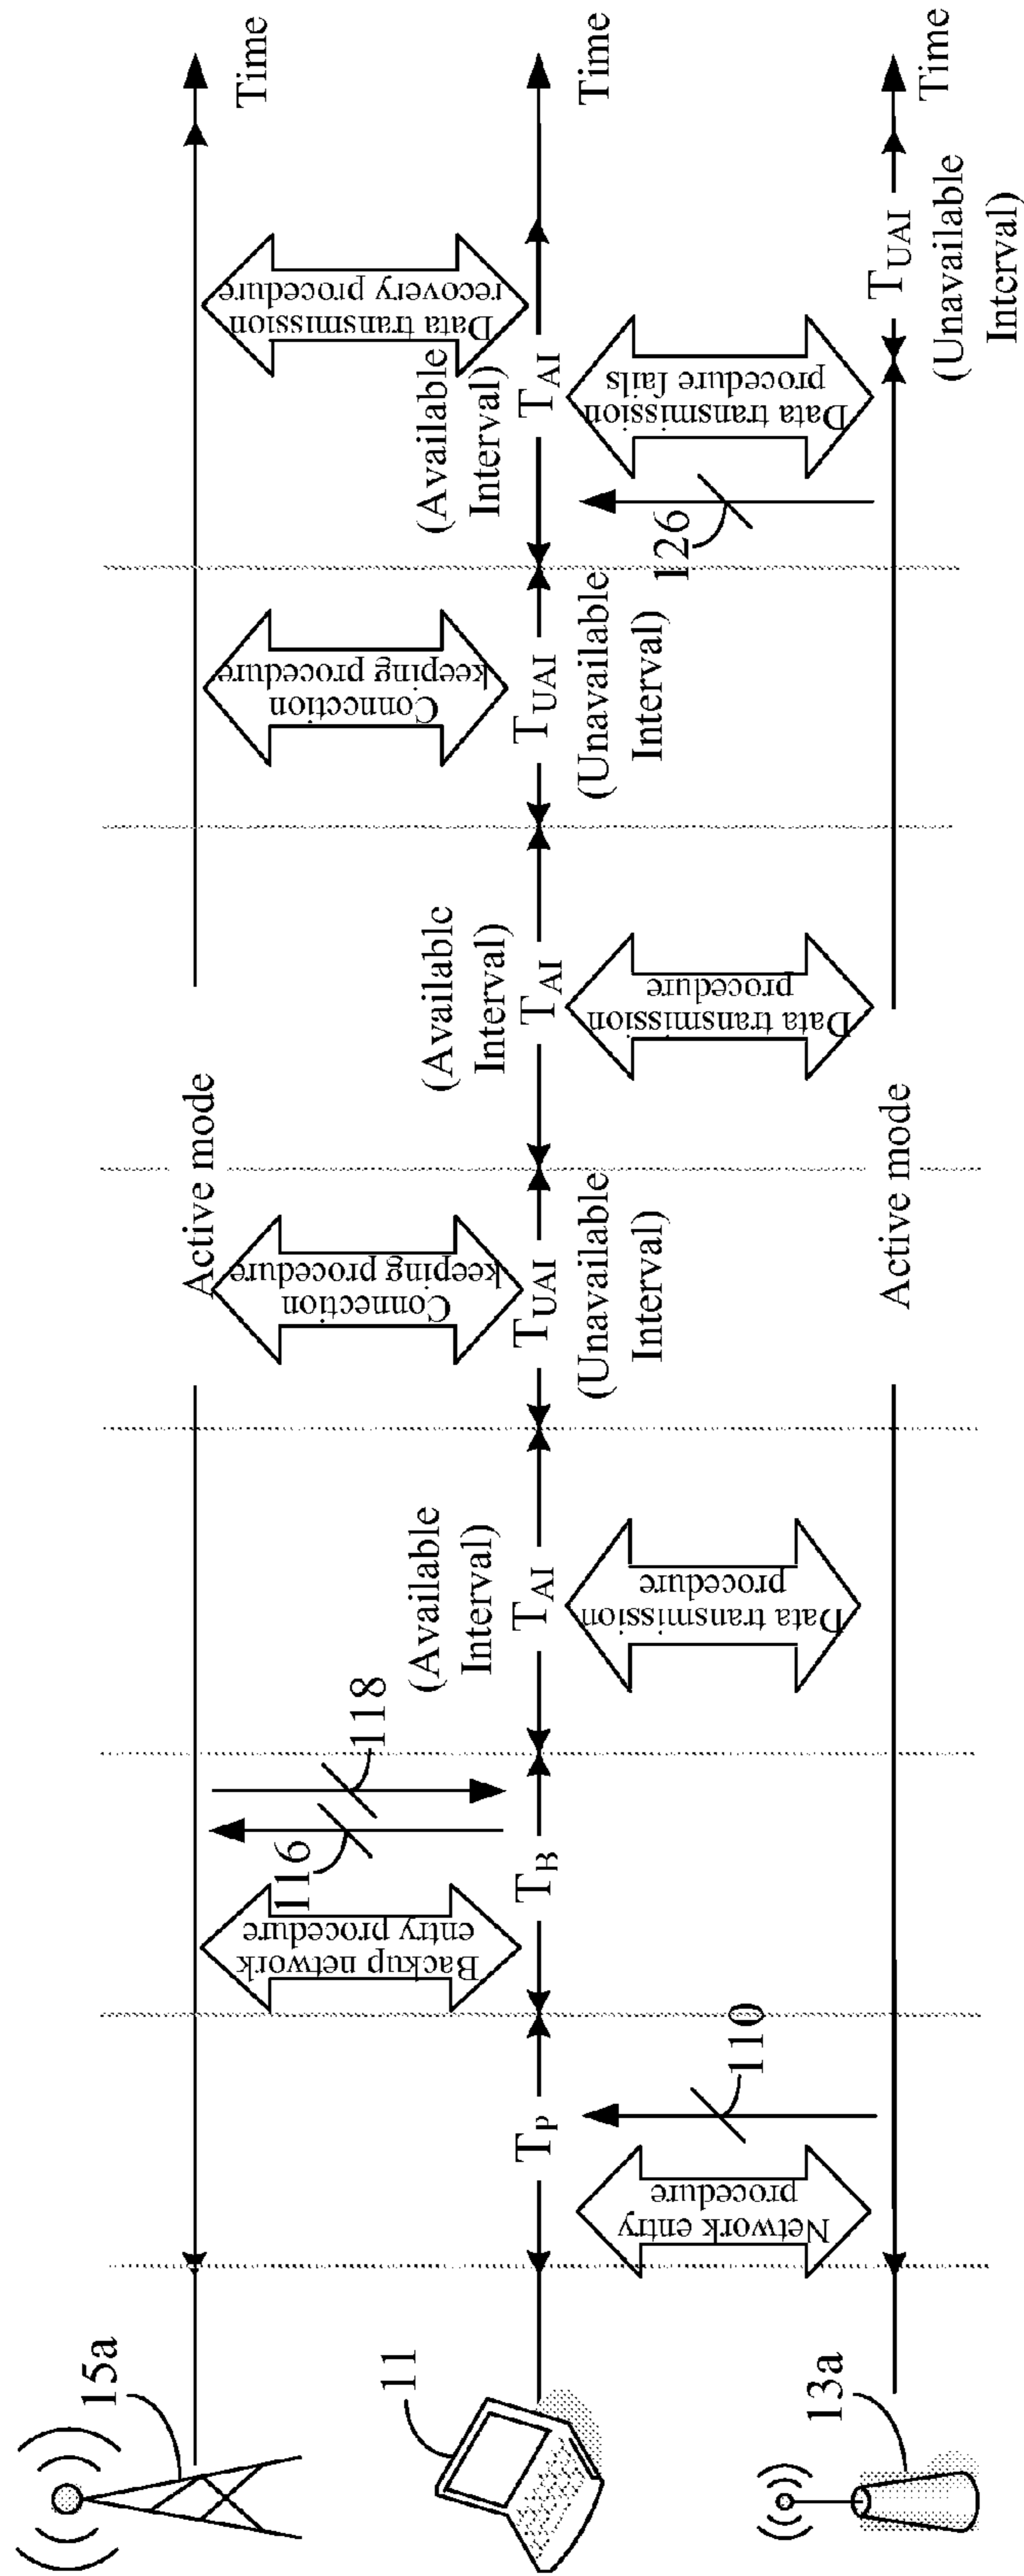 15a
11
13a
Network entry
procedure
110
T_P
Backup network
entry procedure
116
118
T_B
(Available
Interval)
T_AI
Data transmission
procedure
Active mode
Connection
keeping procedure
T_UAI
(Unavailable
Interval)
Active mode
(Available
Interval)
T_AI
Data transmission
procedure
Connection
keeping procedure
T_UAI
(Unavailable
Interval)
(Available
Interval)
T_AI
126
Data transmission
procedure fails
Data transmission
recovery procedure
T_UAI
(Unavailable
Interval)
Time
Time
Time